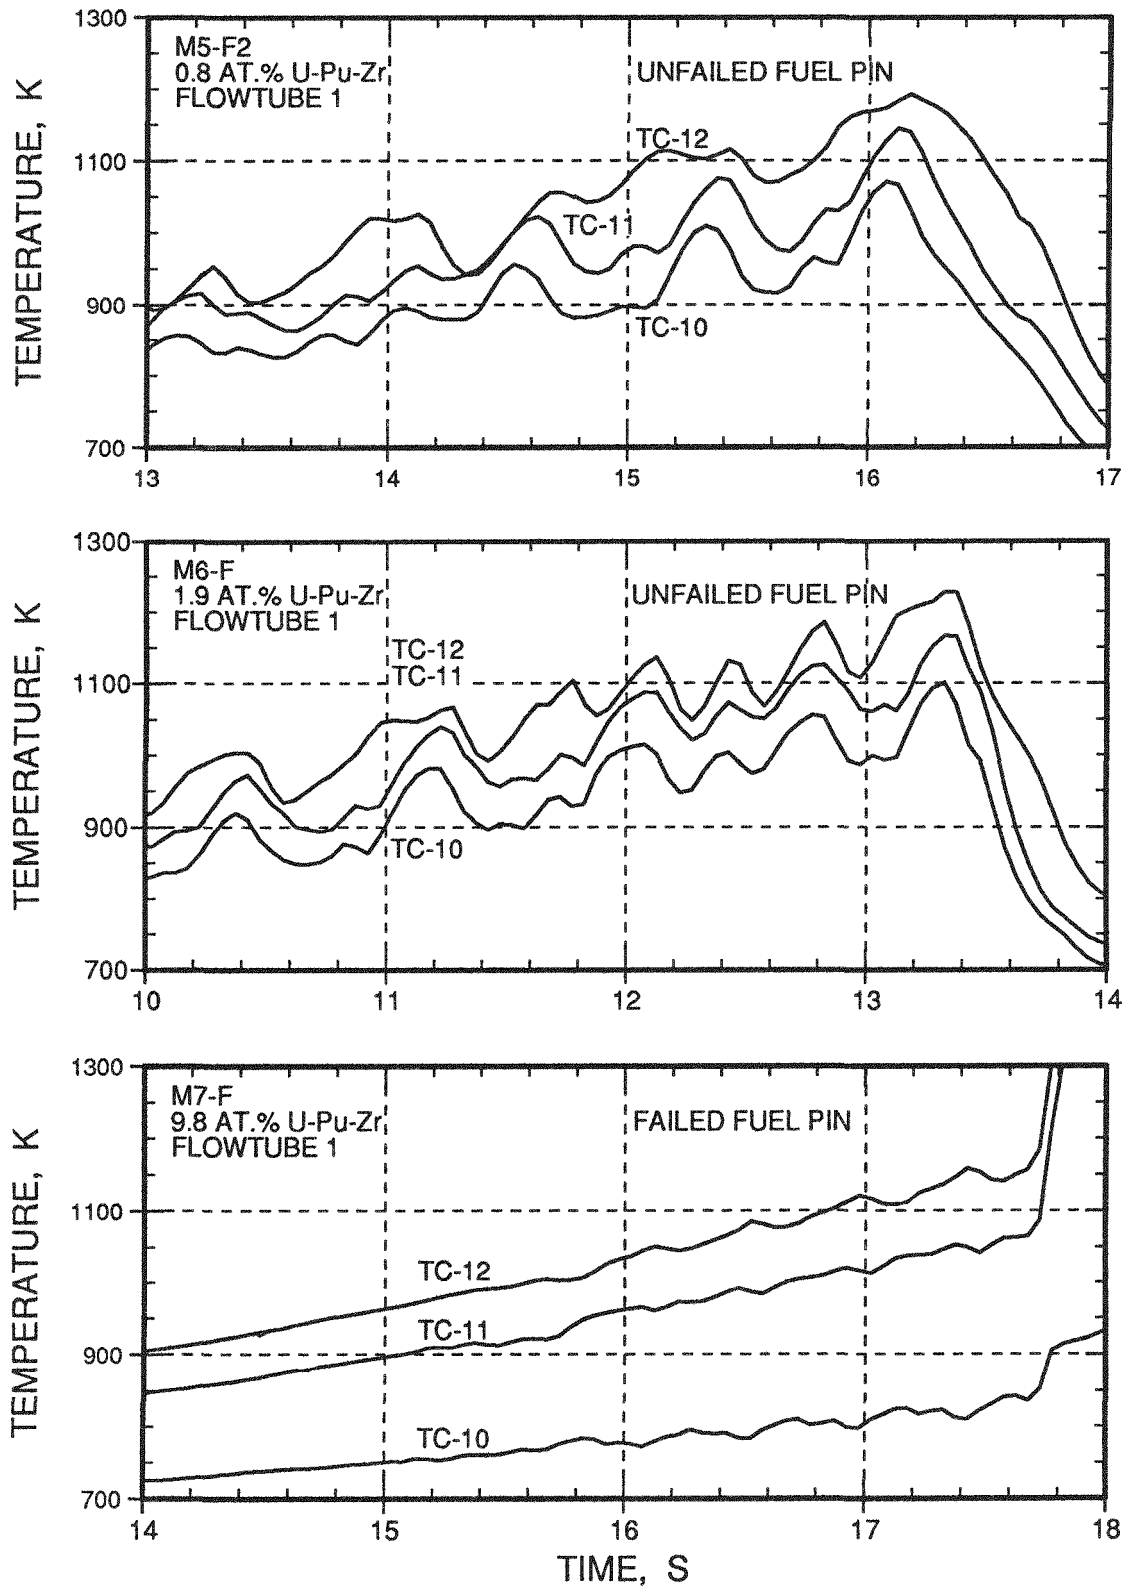 1300
M5-F2
0.8 AT.% U-Pu-Zr
FLOWTUBE 1
UNFAILED FUEL PIN
TEMPERATURE, K
1100
TC-12
TC-11
900
TC-10
700
13 14 15 16 17
1300
M6-F
1.9 AT.% U-Pu-Zr
FLOWTUBE 1
UNFAILED FUEL PIN
TEMPERATURE, K
TC-12
TC-11
1100
900
TC-10
700
10 11 12 13 14
1300
M7-F
9.8 AT.% U-Pu-Zr
FLOWTUBE 1
FAILED FUEL PIN
TEMPERATURE, K
1100
TC-12
TC-11
900
TC-10
700
14 15 16 17 18
TIME, S